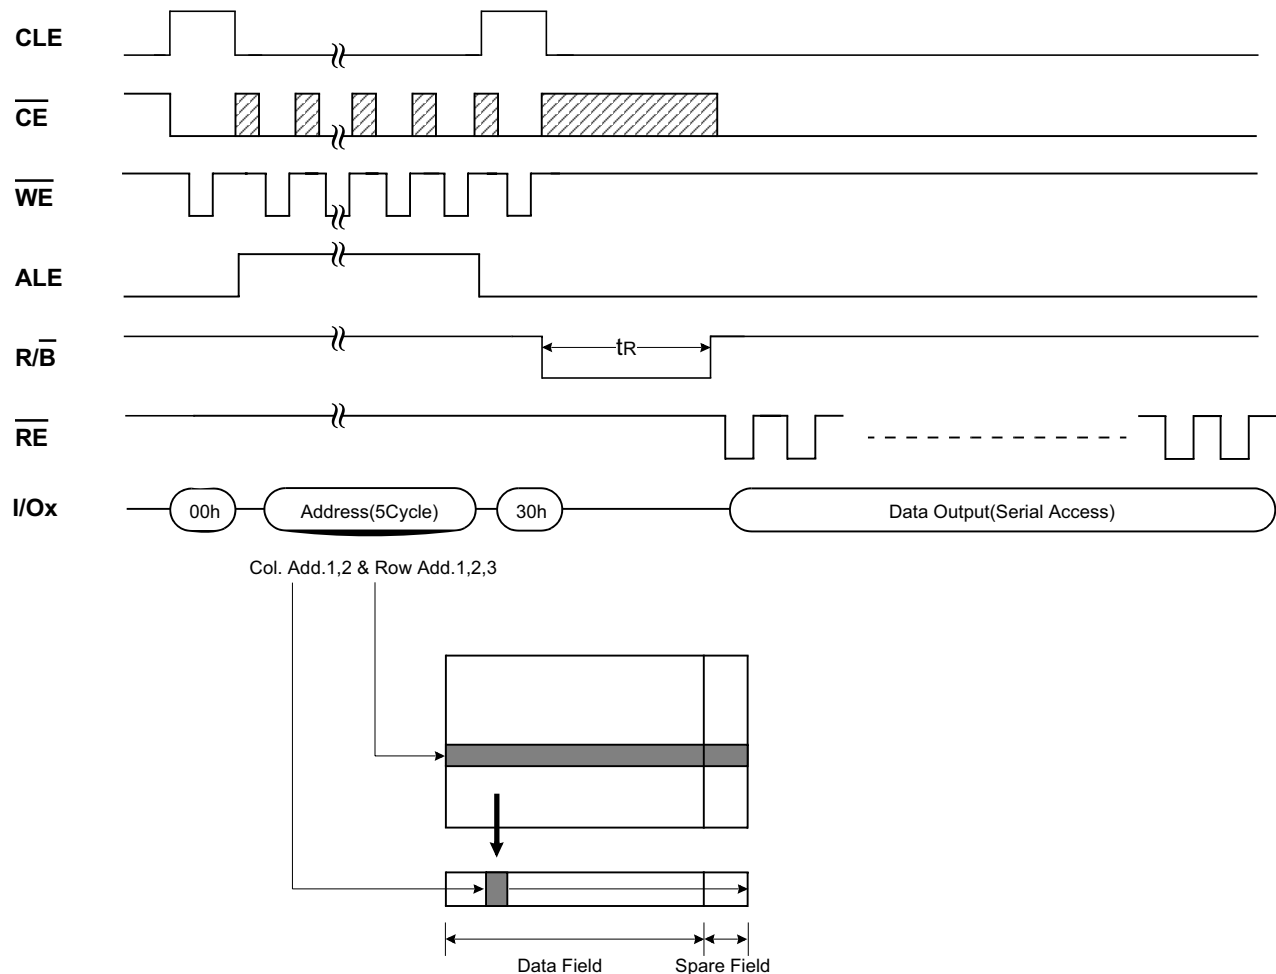 CLE
CE
WE
ALE
R/B
tR
RE
I/Ox
00h
Address(5Cycle)
30h
Data Output(Serial Access)
Col. Add.1,2 & Row Add.1,2,3
Data Field
Spare Field